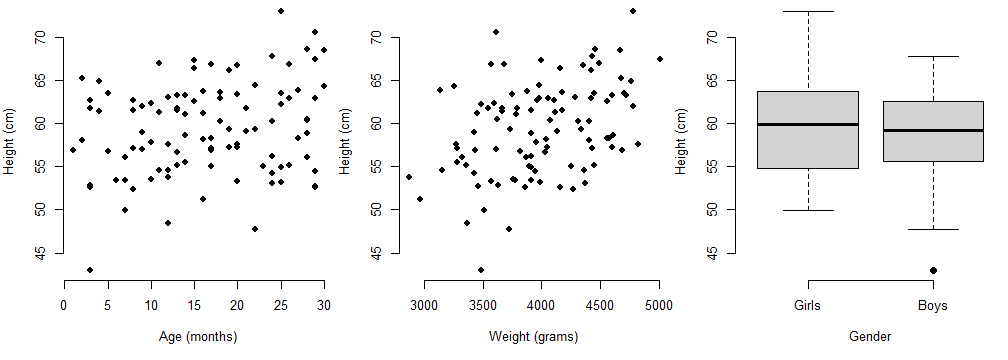 Height (cm)
45 50 55 60 65 70
0 5 10 15 20 25 30
Age (months)
Height (cm)
45 50 55 60 65 70
3000 3500 4000 4500 5000
Weight (grams)
Height (cm)
45 50 55 60 65 70
Girls Boys
Gender